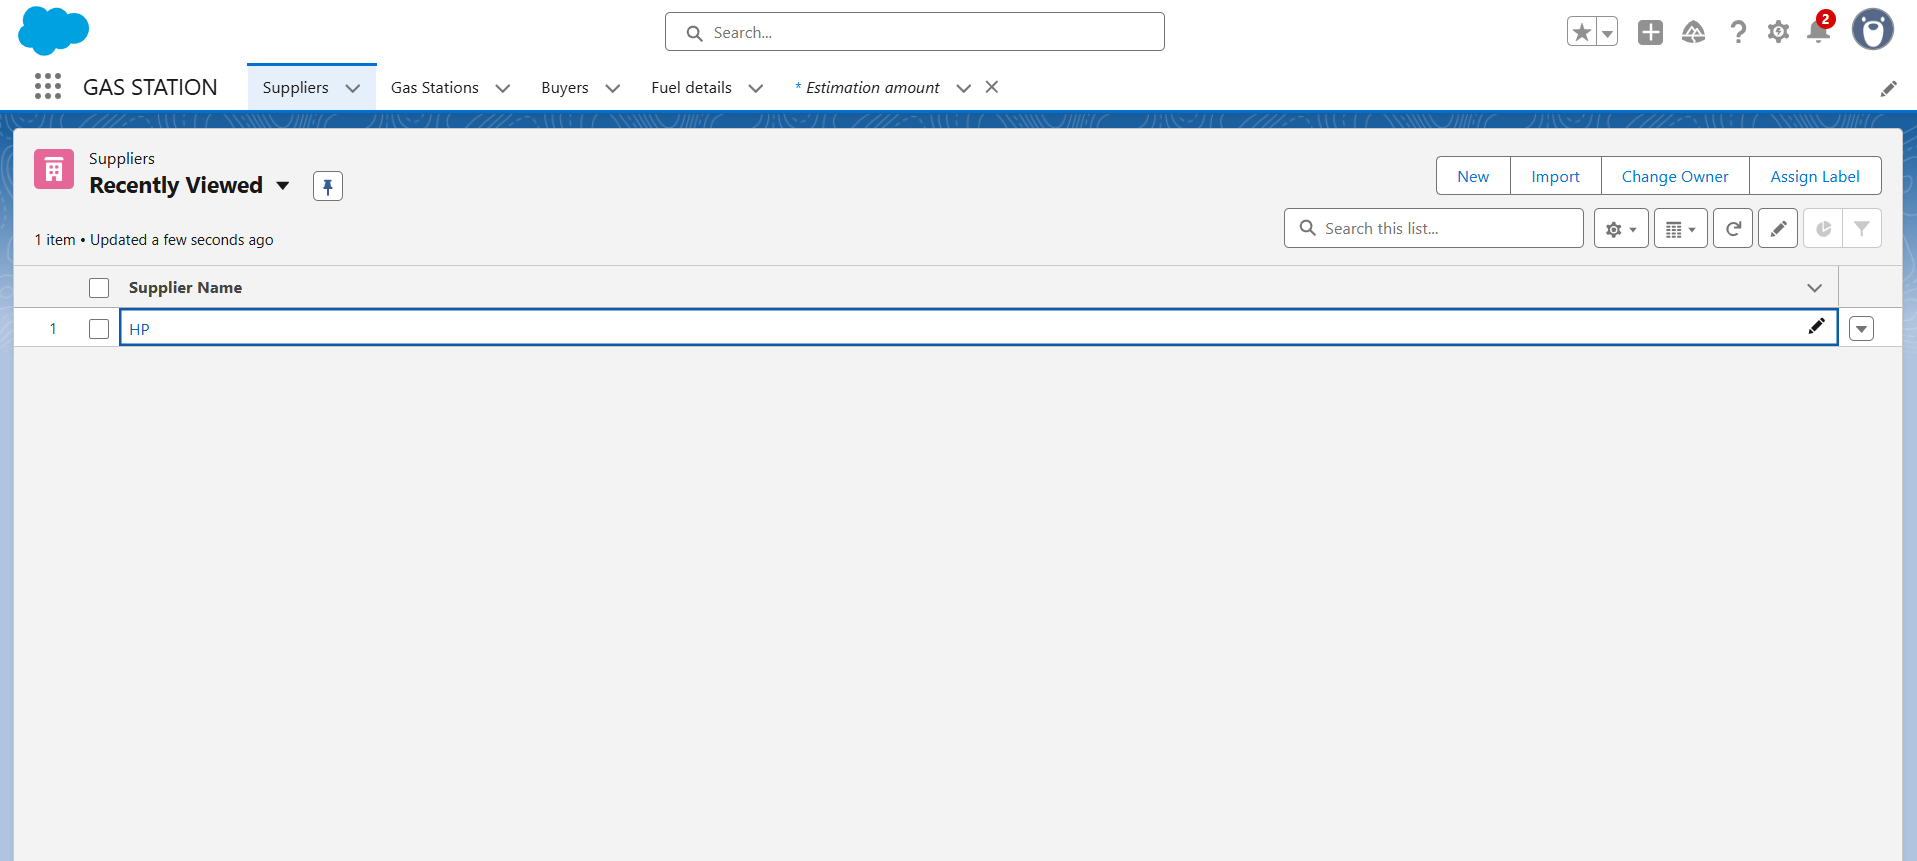 Search...
2
GAS STATION
Suppliers
Gas Stations
Buyers
Fuel details
* Estimation amount
Suppliers
Recently Viewed
New
Import
Change Owner
Assign Label
1 item • Updated a few seconds ago
Search this list...
Supplier Name
1
HP